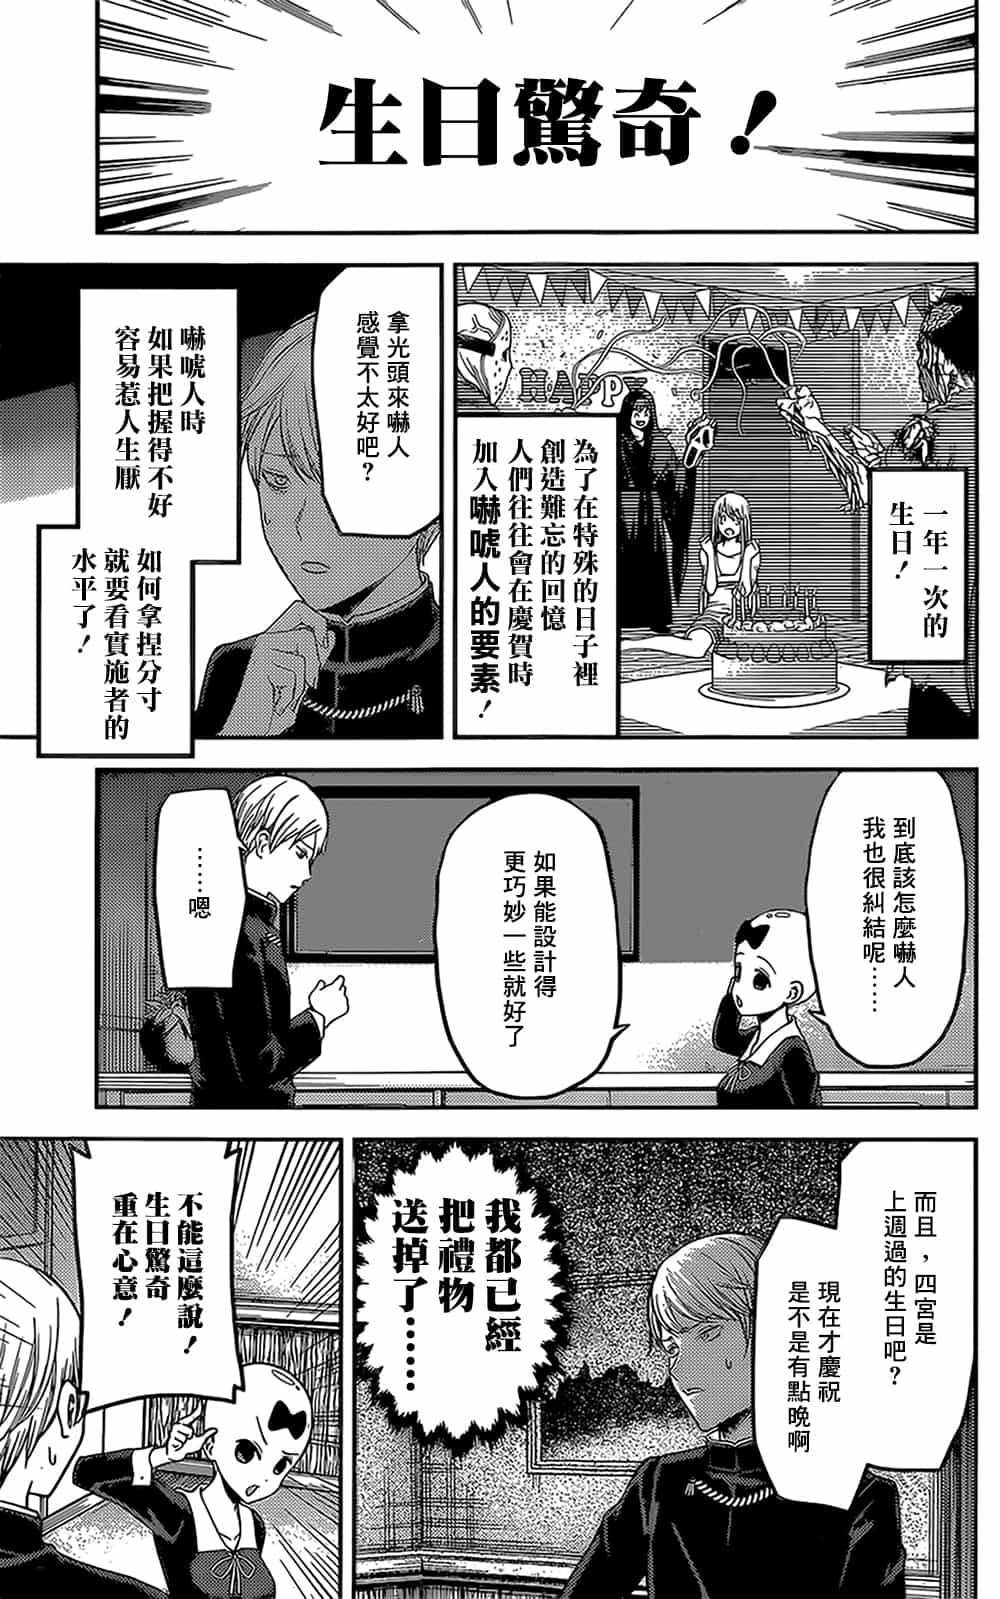 生日驚奇！
一年一次的
生日！
HAPPY
為了在特殊的日子裡
創造難忘的回憶
人們往往會在慶賀時
加入嚇唬人的要素！
拿光頭來嚇人
感覺不太好吧？
嚇唬人時
如果把握得不好
容易惹人生厭
如何拿捏分寸
就要看實施者的
水平了！
到底該怎麼嚇人
我也很糾結呢……
如果能設計得
更巧妙一些就好了
……嗯
而且，四宮是
上週過的生日吧？
現在才慶祝
是不是有點晚啊
我都已經
把禮物
送掉了……
不能這麼說！
生日驚奇
重在心意！